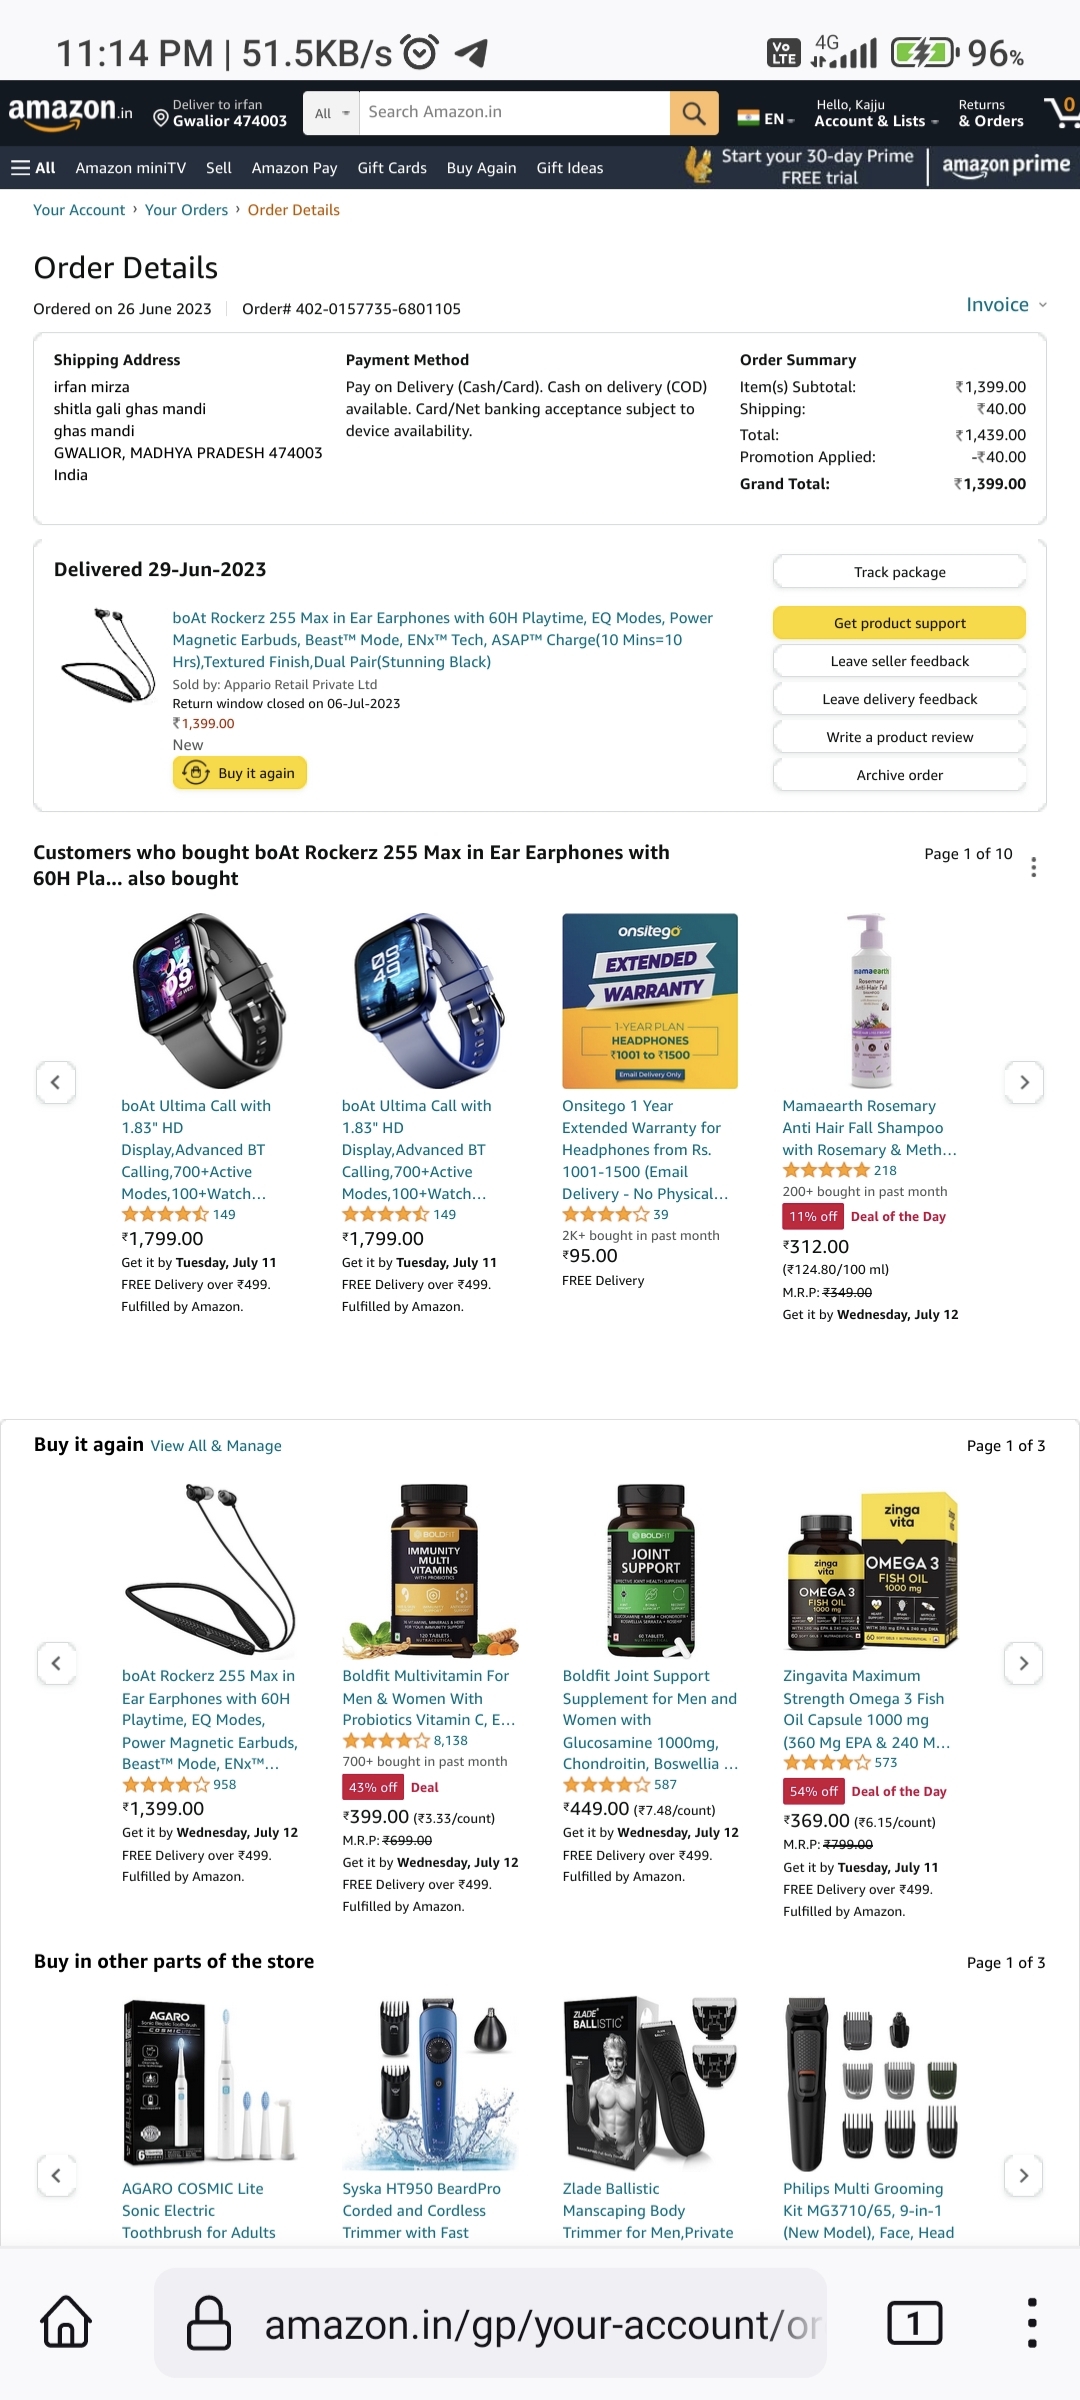 11:14 PM | 51.5KB/s
Vo LTE 4G 96%
amazon.in
Deliver to irfan
Gwalior 474003
All
Search Amazon.in
EN
Hello, Kajju
Account & Lists
Returns
& Orders
0
All Amazon miniTV Sell Amazon Pay Gift Cards Buy Again Gift Ideas
Start your 30-day Prime
FREE trial
amazon prime
Your Account › Your Orders › Order Details
Order Details
Ordered on 26 June 2023 Order# 402-0157735-6801105
Invoice
Shipping Address
irfan mirza
shitla gali ghas mandi
ghas mandi
GWALIOR, MADHYA PRADESH 474003
India
Payment Method
Pay on Delivery (Cash/Card). Cash on delivery (COD)
available. Card/Net banking acceptance subject to
device availability.
Order Summary
Item(s) Subtotal: ₹1,399.00
Shipping: ₹40.00
Total: ₹1,439.00
Promotion Applied: -₹40.00
Grand Total: ₹1,399.00
Delivered 29-Jun-2023
boAt Rockerz 255 Max in Ear Earphones with 60H Playtime, EQ Modes, Power
Magnetic Earbuds, Beast™ Mode, ENx™ Tech, ASAP™ Charge(10 Mins=10
Hrs),Textured Finish,Dual Pair(Stunning Black)
Sold by: Appario Retail Private Ltd
Return window closed on 06-Jul-2023
₹1,399.00
New
Buy it again
Track package
Get product support
Leave seller feedback
Leave delivery feedback
Write a product review
Archive order
Customers who bought boAt Rockerz 255 Max in Ear Earphones with
60H Pla... also bought
Page 1 of 10
boAt Ultima Call with
1.83" HD
Display,Advanced BT
Calling,700+Active
Modes,100+Watch...
149
₹1,799.00
Get it by Tuesday, July 11
FREE Delivery over ₹499.
Fulfilled by Amazon.
boAt Ultima Call with
1.83" HD
Display,Advanced BT
Calling,700+Active
Modes,100+Watch...
149
₹1,799.00
Get it by Tuesday, July 11
FREE Delivery over ₹499.
Fulfilled by Amazon.
onsitego
EXTENDED
WARRANTY
1-YEAR PLAN
HEADPHONES
₹1001 to ₹1500
Email Delivery Only
Onsitego 1 Year
Extended Warranty for
Headphones from Rs.
1001-1500 (Email
Delivery - No Physical...
39
2K+ bought in past month
₹95.00
FREE Delivery
mamaearth
Rosemary
Anti-Hair Fall
Mamaearth Rosemary
Anti Hair Fall Shampoo
with Rosemary & Meth...
218
200+ bought in past month
11% off Deal of the Day
₹312.00
(₹124.80/100 ml)
M.R.P: ₹349.00
Get it by Wednesday, July 12
Buy it again View All & Manage
Page 1 of 3
boAt Rockerz 255 Max in
Ear Earphones with 60H
Playtime, EQ Modes,
Power Magnetic Earbuds,
Beast™ Mode, ENx™...
958
₹1,399.00
Get it by Wednesday, July 12
FREE Delivery over ₹499.
Fulfilled by Amazon.
BOLDFIT
IMMUNITY
MULTI
VITAMINS
WITH PROBIOTICS
Boldfit Multivitamin For
Men & Women With
Probiotics Vitamin C, E...
8,138
700+ bought in past month
43% off Deal
₹399.00 (₹3.33/count)
M.R.P: ₹699.00
Get it by Wednesday, July 12
FREE Delivery over ₹499.
Fulfilled by Amazon.
BOLDFIT
JOINT
SUPPORT
Boldfit Joint Support
Supplement for Men and
Women with
Glucosamine 1000mg,
Chondroitin, Boswellia ...
587
₹449.00 (₹7.48/count)
Get it by Wednesday, July 12
FREE Delivery over ₹499.
Fulfilled by Amazon.
zinga
vita
OMEGA 3
FISH OIL
1000 mg
zinga
vita
OMEGA 3
FISH OIL
1000 mg
Zingavita Maximum
Strength Omega 3 Fish
Oil Capsule 1000 mg
(360 Mg EPA & 240 M...
573
54% off Deal of the Day
₹369.00 (₹6.15/count)
M.R.P: ₹799.00
Get it by Tuesday, July 11
FREE Delivery over ₹499.
Fulfilled by Amazon.
Buy in other parts of the store
Page 1 of 3
AGARO
Sonic Electric Tooth Brush
COSMIC LITE
AGARO COSMIC Lite
Sonic Electric
Toothbrush for Adults
Syska HT950 BeardPro
Corded and Cordless
Trimmer with Fast
ZLADE
BALLISTIC
Zlade Ballistic
Manscaping Body
Trimmer for Men,Private
Philips Multi Grooming
Kit MG3710/65, 9-in-1
(New Model), Face, Head
amazon.in/gp/your-account/or
1